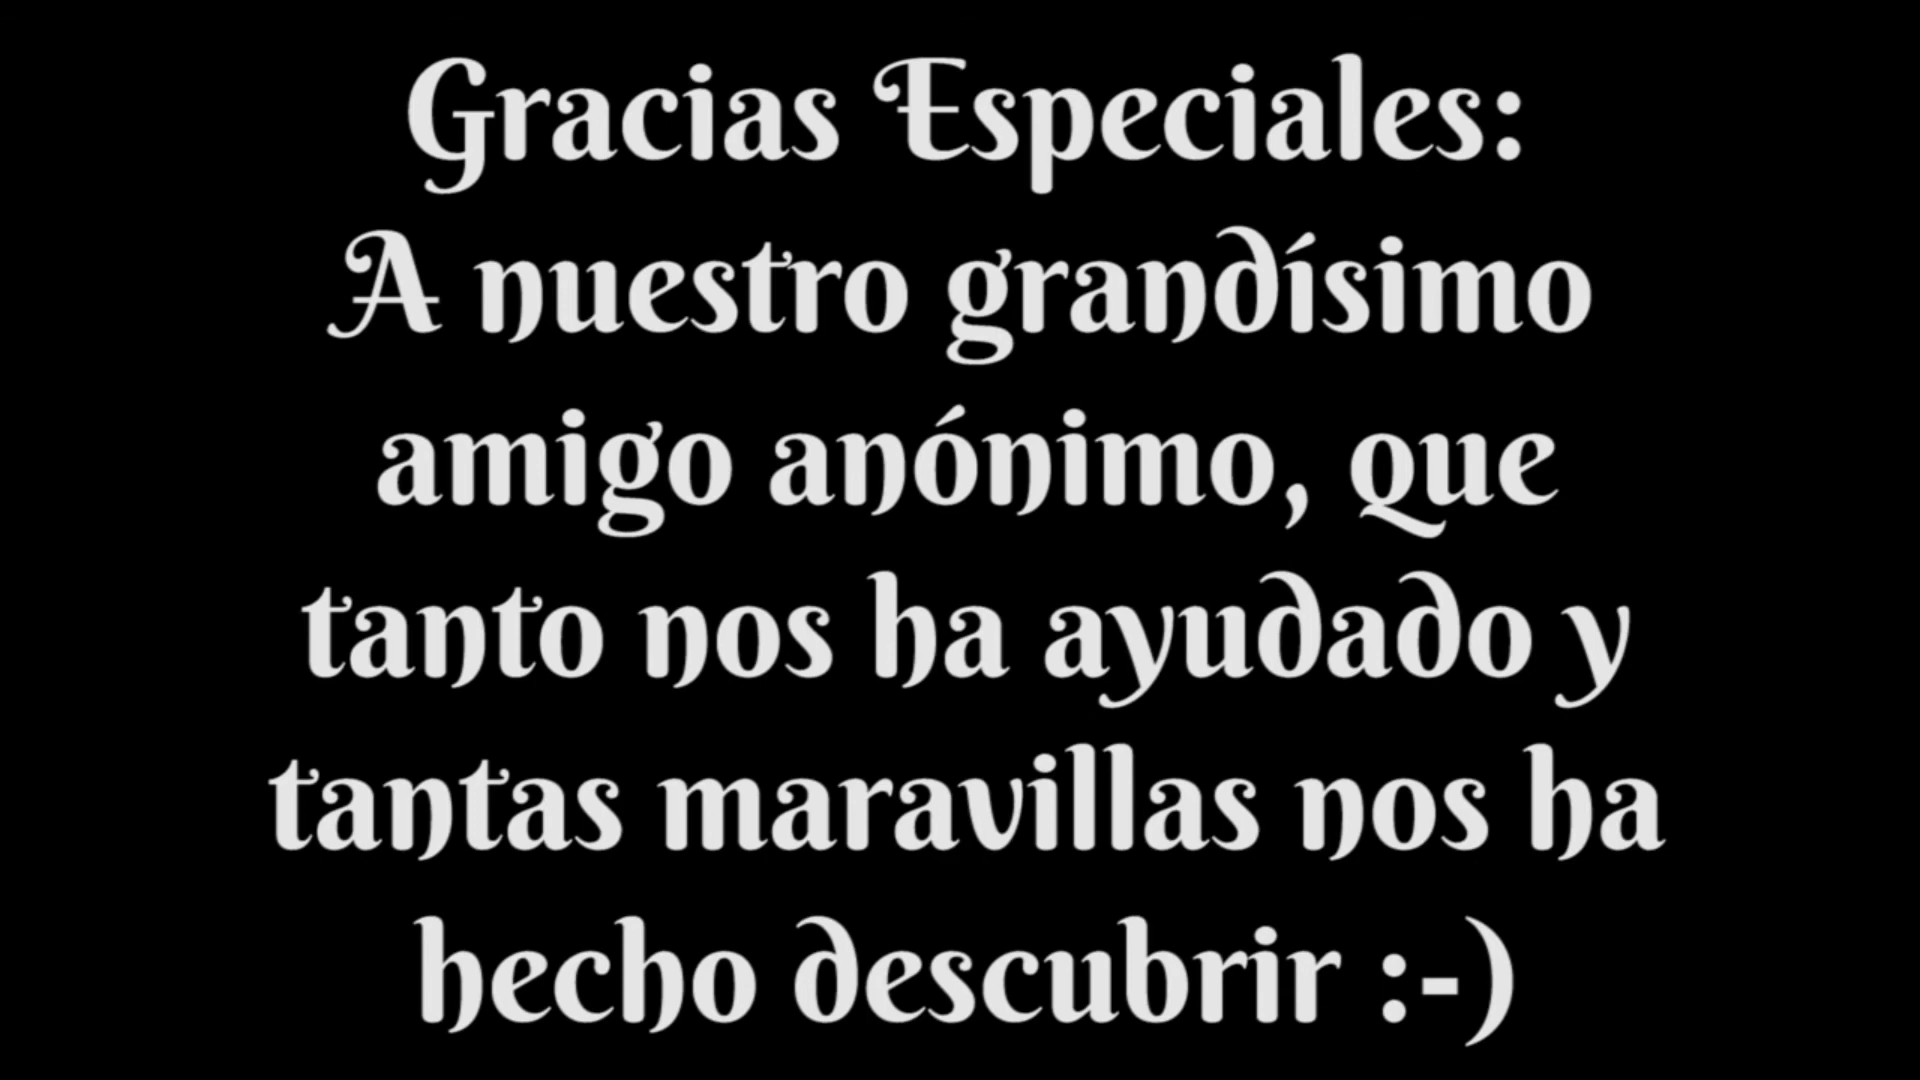 Gracias Especiales:
A nuestro grandísimo
amigo anónimo, que
tanto nos ha ayudado y
tantas maravillas nos ha
hecho descubrir :-)